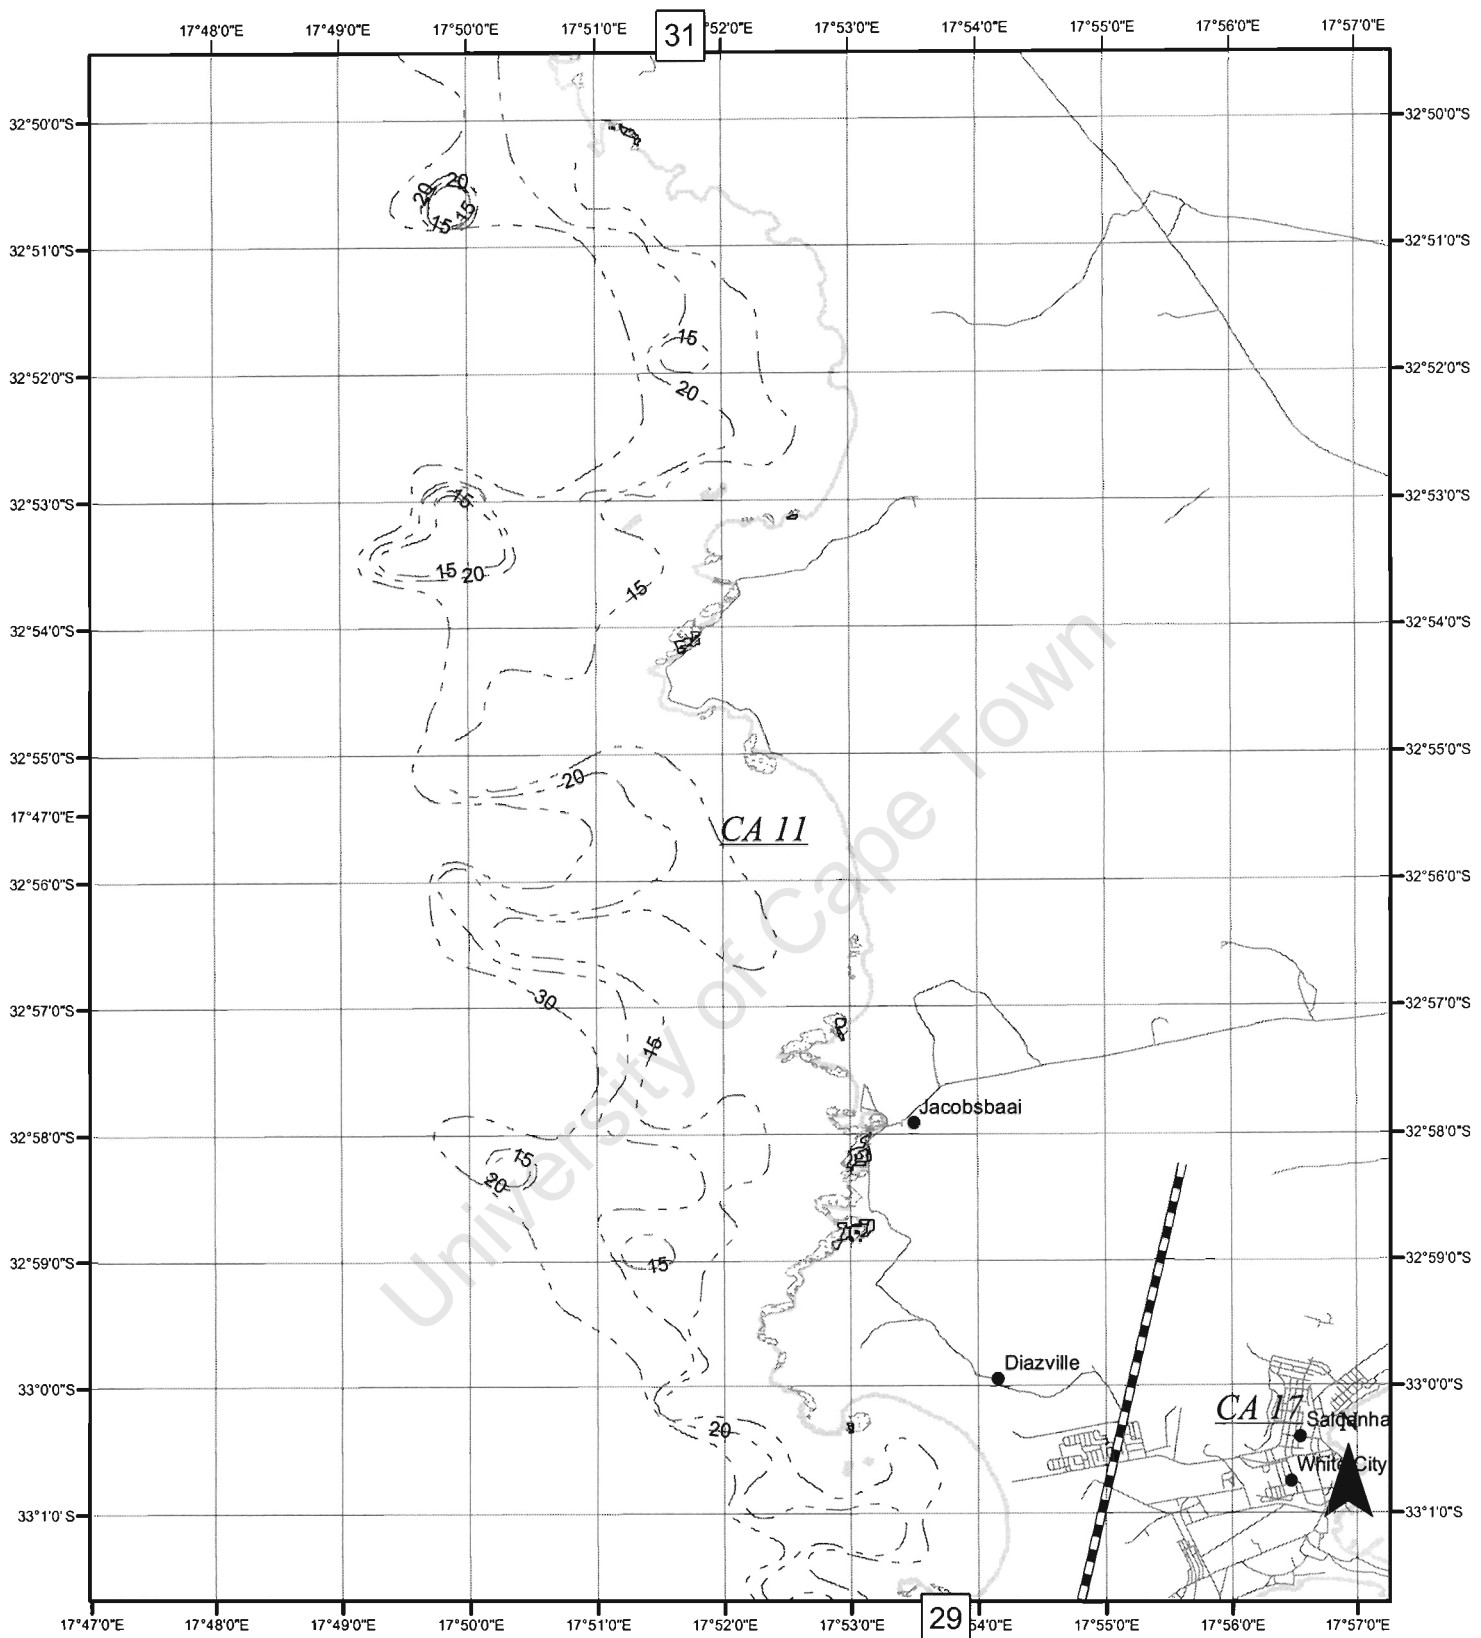 17°48'0"E
17°49'0"E
17°50'0"E
17°51'0"E
31
°52'0"E
17°53'0"E
17°54'0"E
17°55'0"E
17°56'0"E
17°57'0"E
32°50'0"S
32°50'0"S
20
20
15
15
32°51'0"S
32°51'0"S
15
20
32°52'0"S
32°52'0"S
15
32°53'0"S
32°53'0"S
15
20
15
32°54'0"S
32°54'0"S
32°55'0"S
32°55'0"S
20
17°47'0"E
CA 11
32°56'0"S
32°56'0"S
30
32°57'0"S
32°57'0"S
15
Jacobsbaai
32°58'0"S
32°58'0"S
15
20
32°59'0"S
32°59'0"S
15
Diazville
33°0'0"S
33°0'0"S
CA 17
Saldanha
20
White City
33°1'0"S
33°1'0"S
University of Cape Town
17°47'0"E
17°48'0"E
17°49'0"E
17°50'0"E
17°51'0"E
17°52'0"E
17°53'0"E
29
°54'0"E
17°55'0"E
17°56'0"E
17°57'0"E